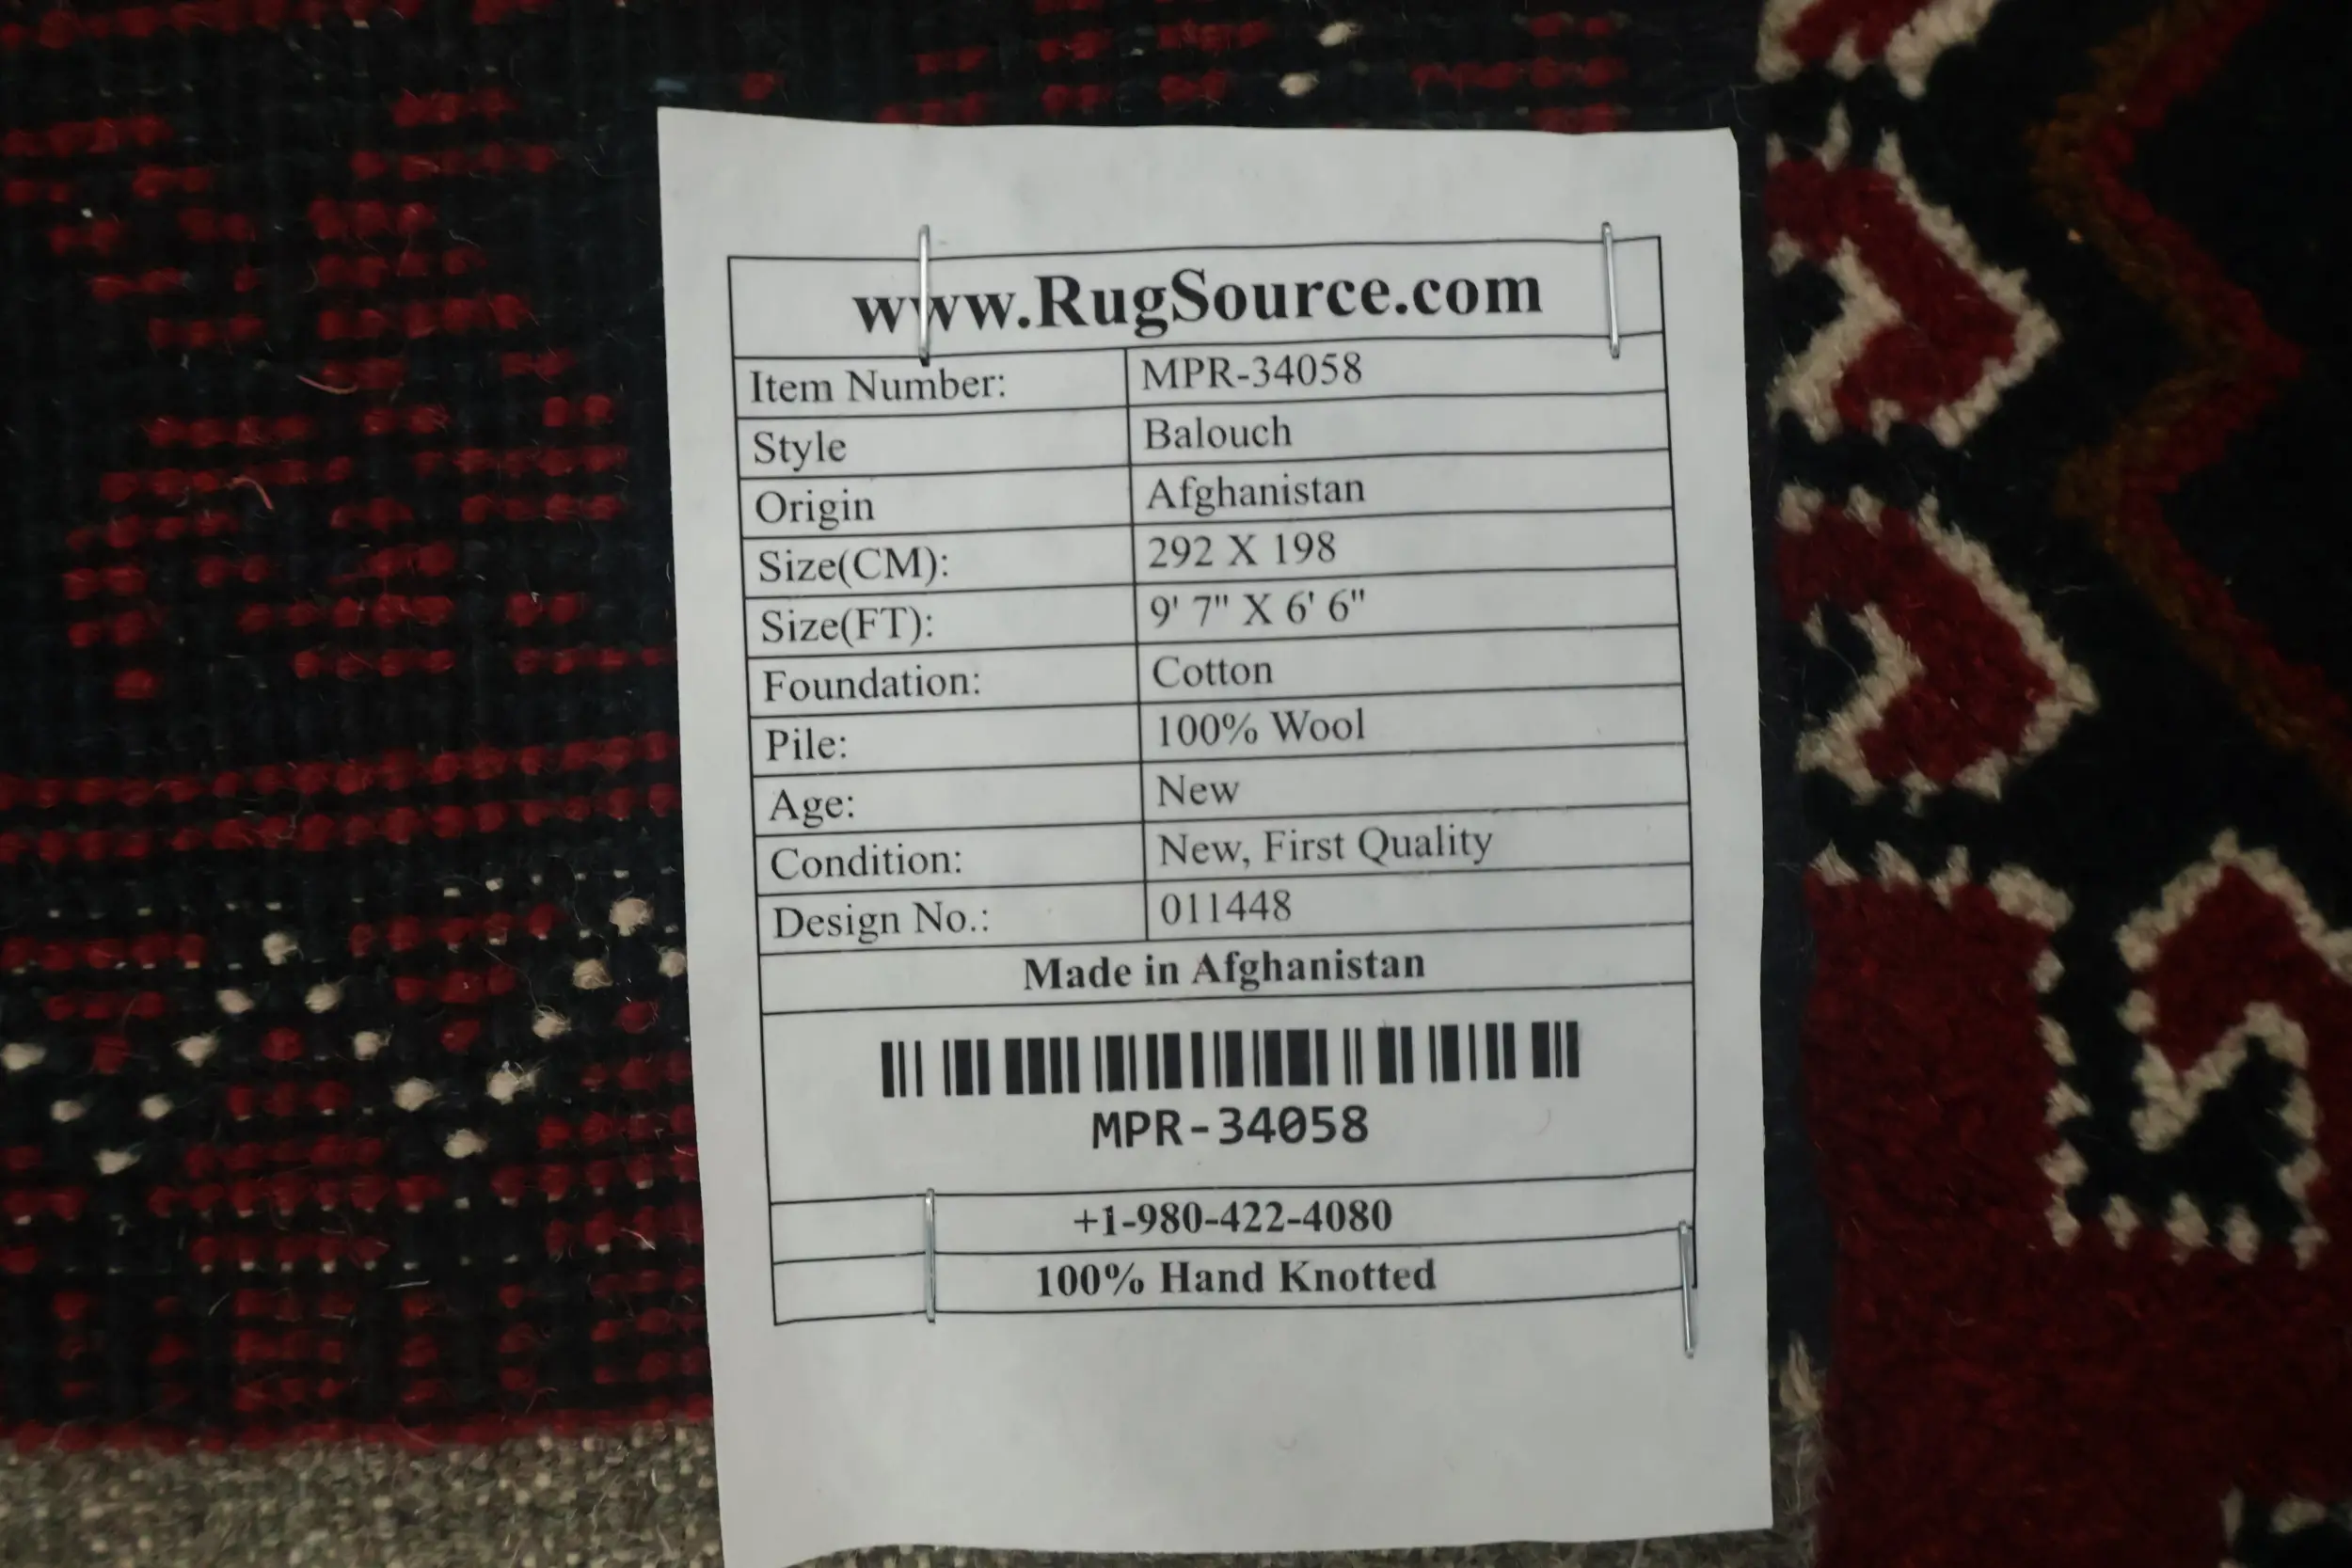 www.RugSource.com
Item Number: MPR-34058
Style Balouch
Origin Afghanistan
Size(CM): 292 X 198
Size(FT): 9' 7" X 6' 6"
Foundation: Cotton
Pile: 100% Wool
Age: New
Condition: New, First Quality
Design No.: 011448
Made in Afghanistan
MPR-34058
+1-980-422-4080
100% Hand Knotted